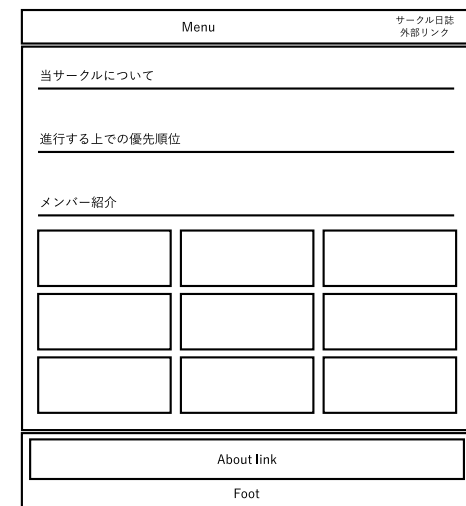 Menu
サークル日誌
外部リンク
当サークルについて
進行する上での優先順位
メンバー紹介
About link
Foot